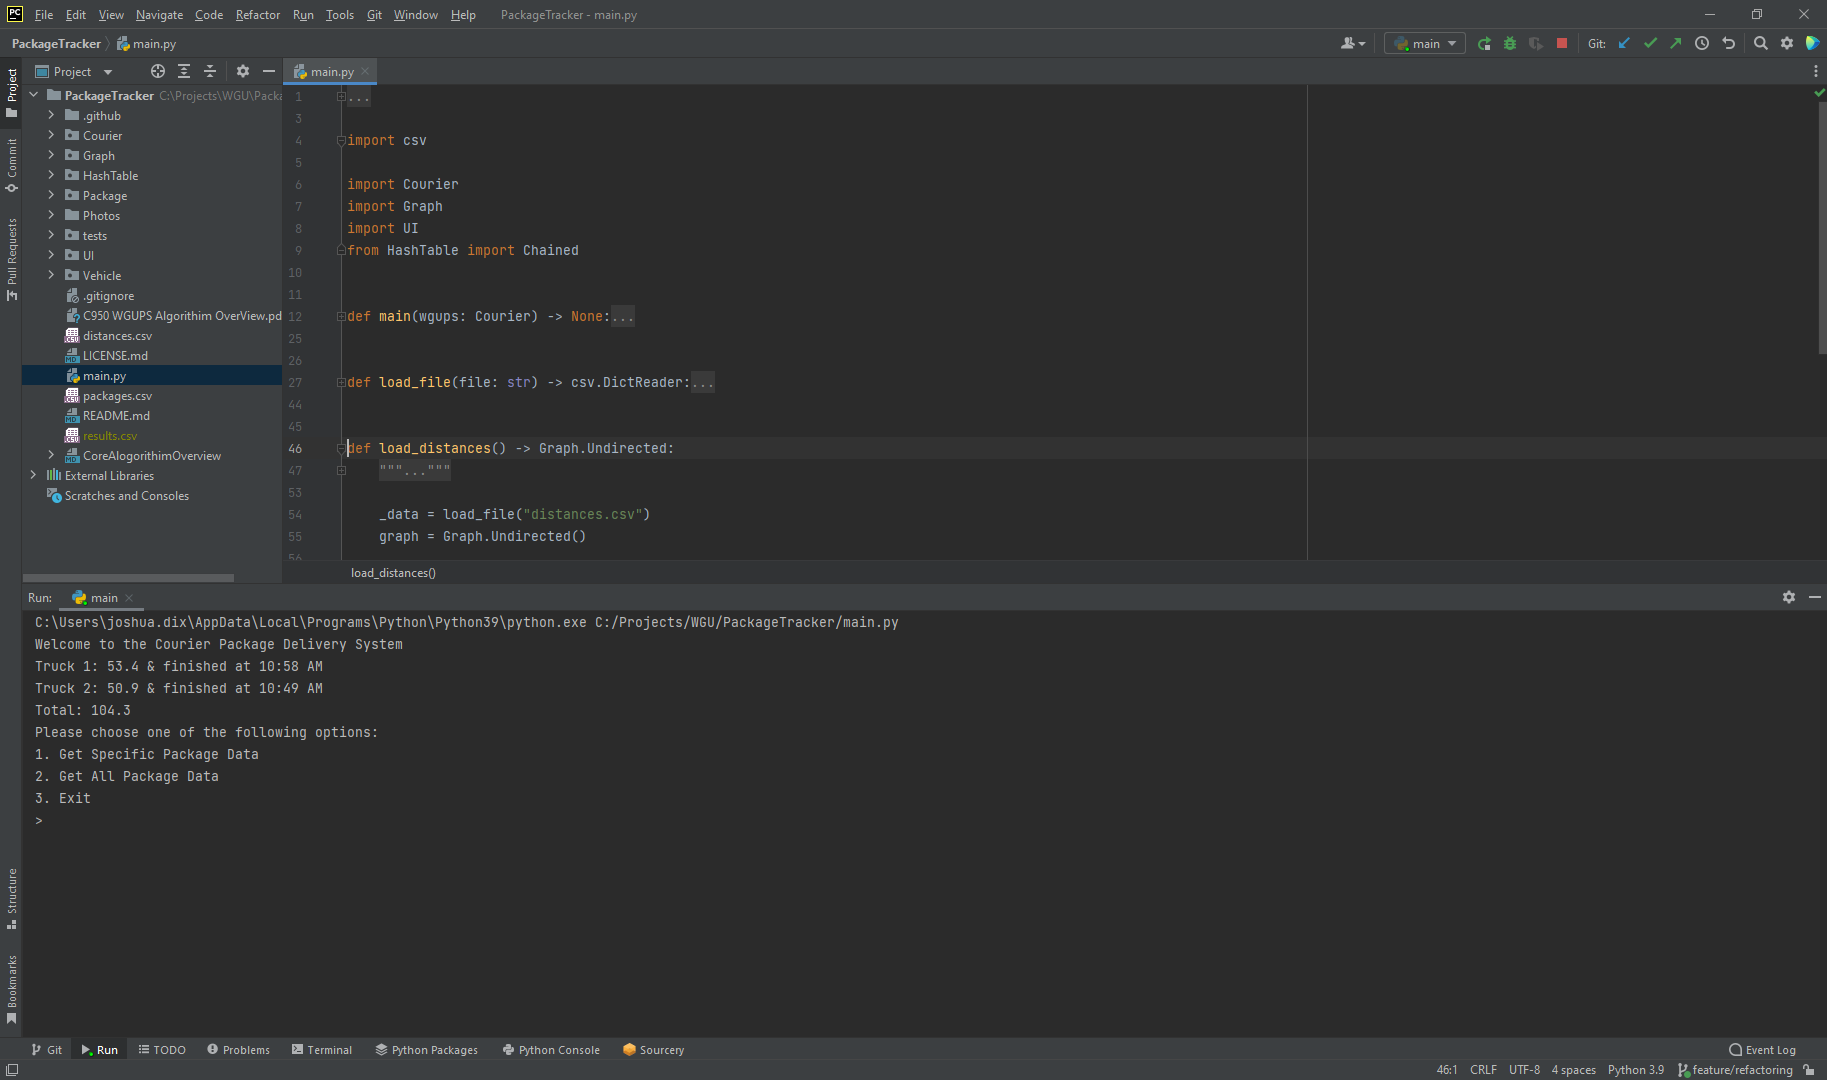 PC File Edit View Navigate Code Refactor Run Tools Git Window Help PackageTracker - main.py
PackageTracker main.py main Git:
Project
main.py
Project
Commit
Pull Requests
Structure
Bookmarks
PackageTracker C:\Projects\WGU\Packa
.github
Courier
Graph
HashTable
Package
Photos
tests
UI
Vehicle
.gitignore
C950 WGUPS Algorithim OverView.pd
distances.csv
LICENSE.md
main.py
packages.csv
README.md
results.csv
CoreAlogorithimOverview
External Libraries
Scratches and Consoles
1 ...
3
4 import csv
5
6 import Courier
7 import Graph
8 import UI
9 from HashTable import Chained
10
11
12 def main(wgups: Courier) -> None:...
25
26
27 def load_file(file: str) -> csv.DictReader:...
44
45
46 def load_distances() -> Graph.Undirected:
47 """..."""
53
54 _data = load_file("distances.csv")
55 graph = Graph.Undirected()
56
load_distances()
Run: main
C:\Users\joshua.dix\AppData\Local\Programs\Python\Python39\python.exe C:/Projects/WGU/PackageTracker/main.py
Welcome to the Courier Package Delivery System
Truck 1: 53.4 & finished at 10:58 AM
Truck 2: 50.9 & finished at 10:49 AM
Total: 104.3
Please choose one of the following options:
1. Get Specific Package Data
2. Get All Package Data
3. Exit
>
Git Run TODO Problems Terminal Python Packages Python Console Sourcery Event Log
46:1 CRLF UTF-8 4 spaces Python 3.9 feature/refactoring